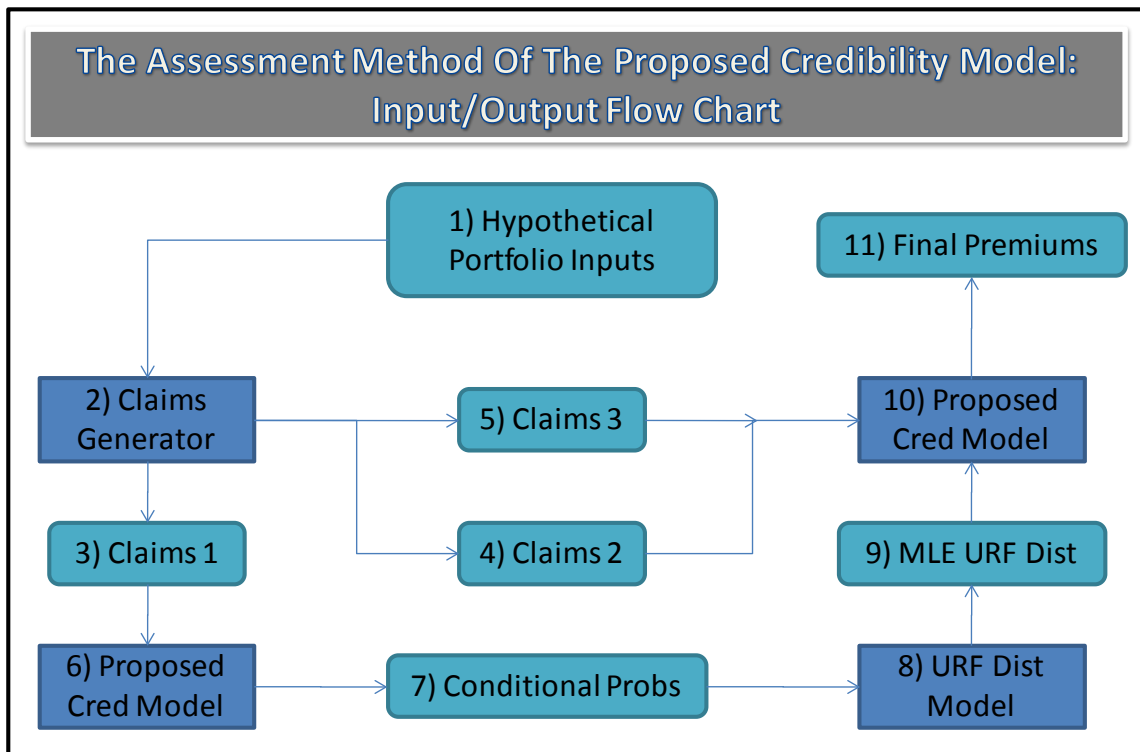 The Assessment Method Of The Proposed Credibility Model:
Input/Output Flow Chart
1) Hypothetical
Portfolio Inputs
11) Final Premiums
2) Claims
Generator
5) Claims 3
10) Proposed
Cred Model
3) Claims 1
4) Claims 2
9) MLE URF Dist
6) Proposed
Cred Model
7) Conditional Probs
8) URF Dist
Model